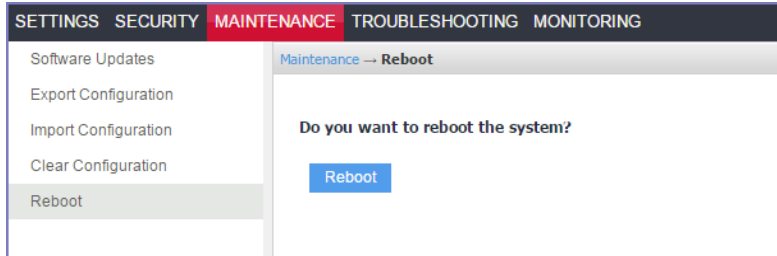 SETTINGS SECURITY MAINTENANCE TROUBLESHOOTING MONITORING
Software Updates
Export Configuration
Import Configuration
Clear Configuration
Reboot
Maintenance → Reboot
Do you want to reboot the system?
Reboot